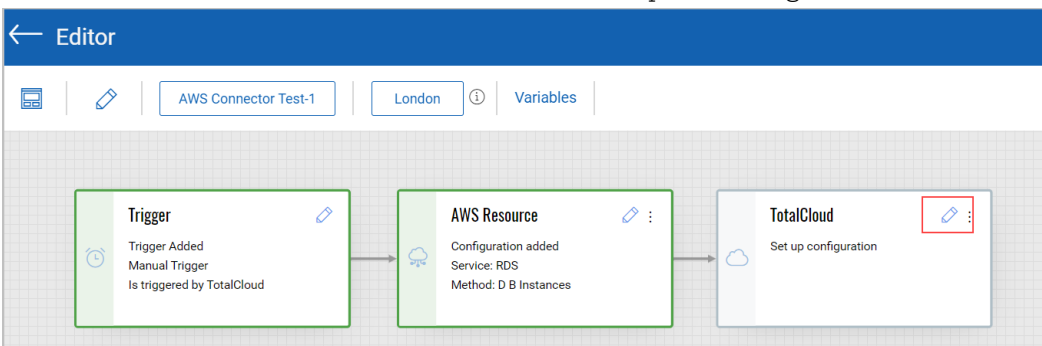 Editor
AWS Connector Test-1
London
Variables
Trigger
Trigger Added
Manual Trigger
Is triggered by TotalCloud
AWS Resource
Configuration added
Service: RDS
Method: D B Instances
TotalCloud
Set up configuration